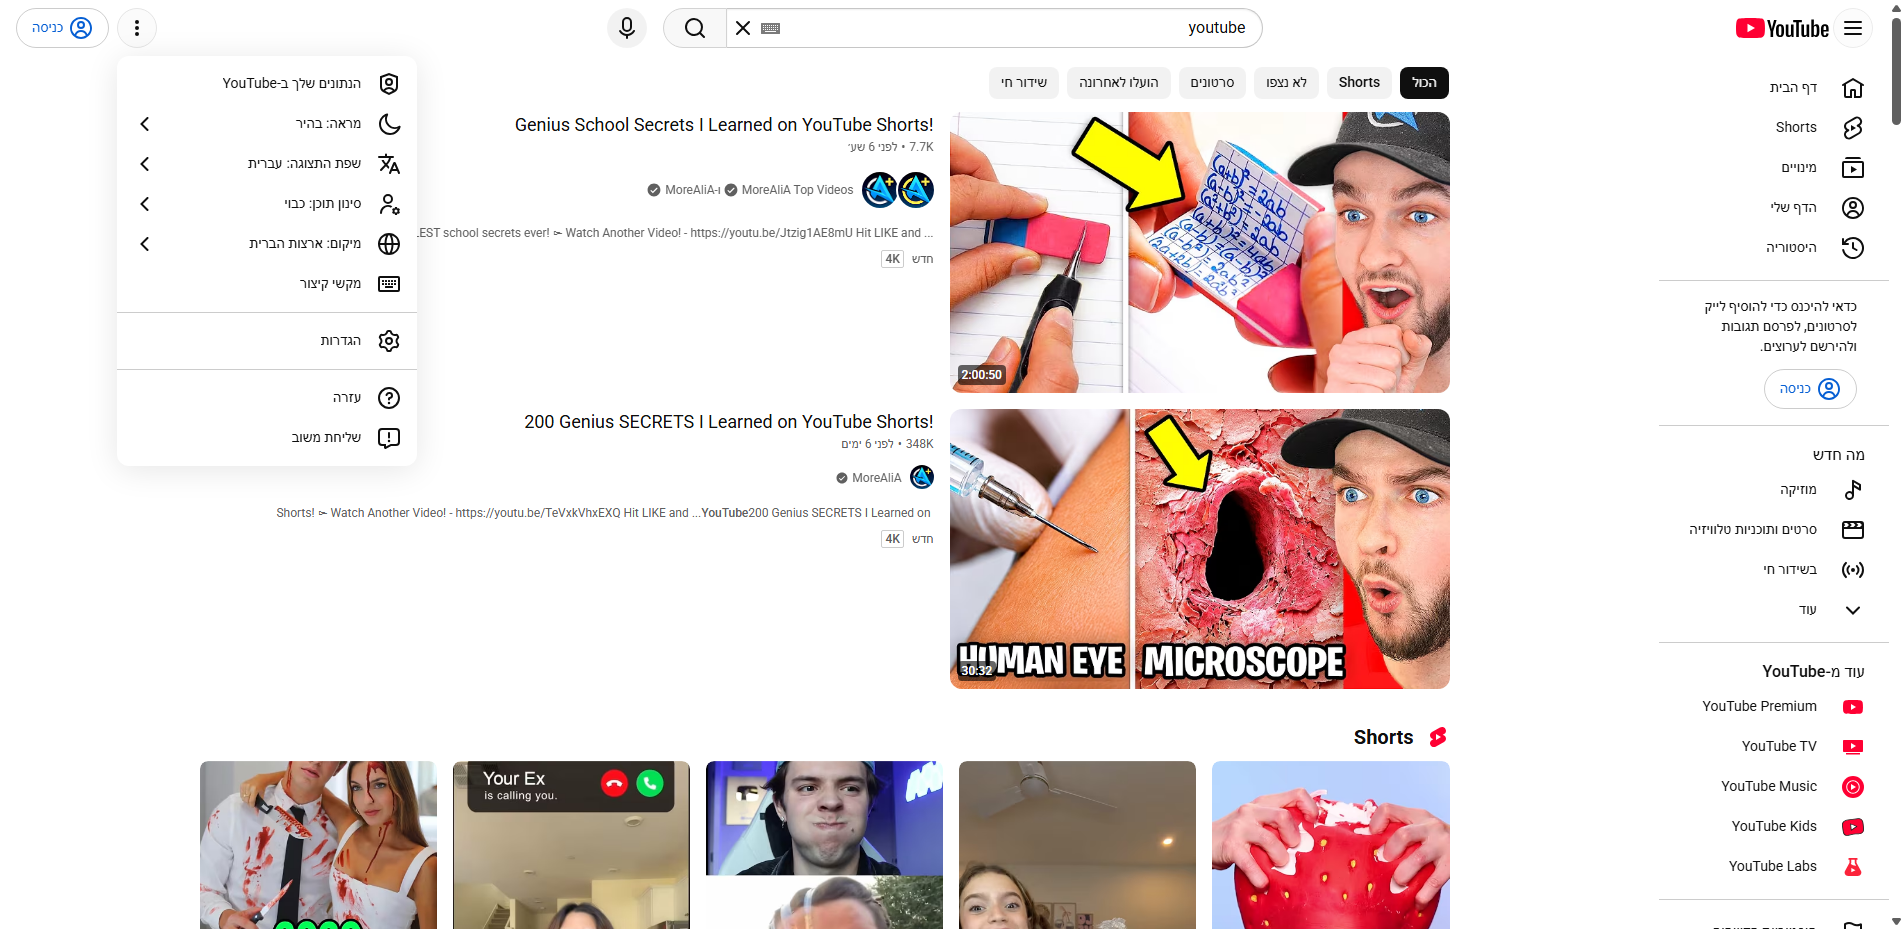 YouTube
youtube
כניסה
הנתונים שלך ב-YouTube
מראה: בהיר
שפת התצוגה: עברית
סינון תוכן: כבוי
מיקום: ארצות הברית
מקשי קיצור
הגדרות
עזרה
שליחת משוב
הכול
Shorts
לא נצפו
סרטונים
הועלו לאחרונה
שידור חי
Genius School Secrets I Learned on YouTube Shorts!
7.7K • לפני 6 שע׳
MoreAliA Top Videos ו-MoreAliA
EST school secrets ever! ➳ Watch Another Video! - https://youtu.be/Jtzig1AE8mU Hit LIKE and ...
חדש
4K
2:00:50
200 Genius SECRETS I Learned on YouTube Shorts!
348K • לפני 6 ימים
MoreAliA
Shorts! ➳ Watch Another Video! - https://youtu.be/TeVxkVhxEXQ Hit LIKE and ...YouTube200 Genius SECRETS I Learned on
חדש
4K
HUMAN EYE
MICROSCOPE
30:32
Shorts
Your Ex
is calling you.
דף הבית
Shorts
מינויים
הדף שלי
היסטוריה
כדאי להיכנס כדי להוסיף לייק
לסרטונים, לפרסם תגובות
ולהירשם לערוצים.
כניסה
מה חדש
מוזיקה
סרטים ותוכניות טלוויזיה
בשידור חי
עוד
עוד מ-YouTube
YouTube Premium
YouTube TV
YouTube Music
YouTube Kids
YouTube Labs